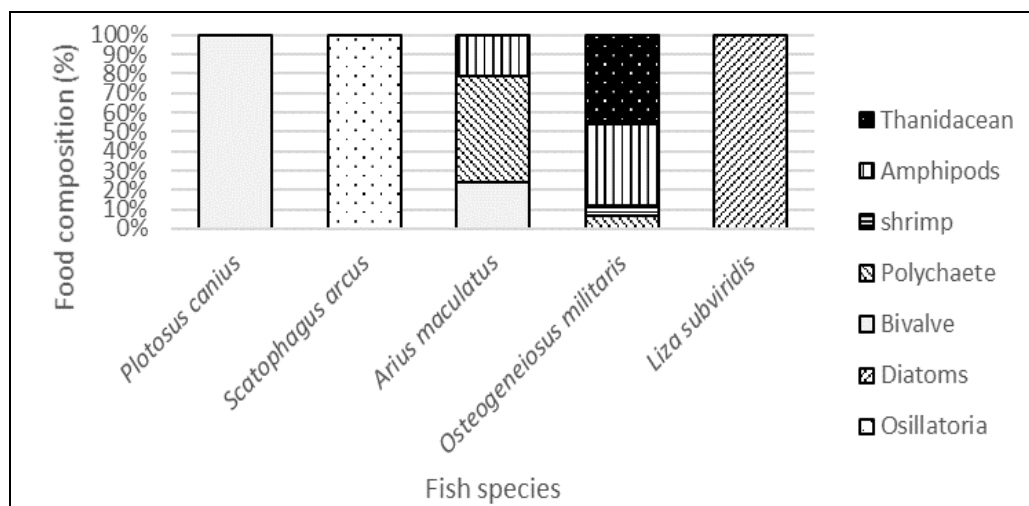 Food composition (%)
100%
90%
80%
70%
60%
50%
40%
30%
20%
10%
0%
Plotosus canius
Scatophagus arcus
Arius maculatus
Osteogeneiosus militaris
Liza subviridis
Fish species
Thanidacean
Amphipods
shrimp
Polychaete
Bivalve
Diatoms
Osillatoria